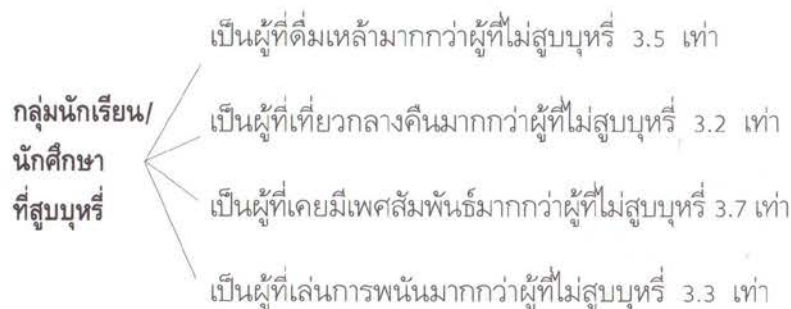 เป็นผู้ที่ดื่มเหล้ามากกว่าผู้ที่ไม่สูบบุหรี่ 3.5 เท่า
กลุ่มนักเรียน/
นักศึกษา
ที่สูบบุหรี่
เป็นผู้ที่เที่ยวกลางคืนมากกว่าผู้ที่ไม่สูบบุหรี่ 3.2 เท่า
เป็นผู้ที่เคยมีเพศสัมพันธ์มากกว่าผู้ที่ไม่สูบบุหรี่ 3.7 เท่า
เป็นผู้ที่เล่นการพนันมากกว่าผู้ที่ไม่สูบบุหรี่ 3.3 เท่า